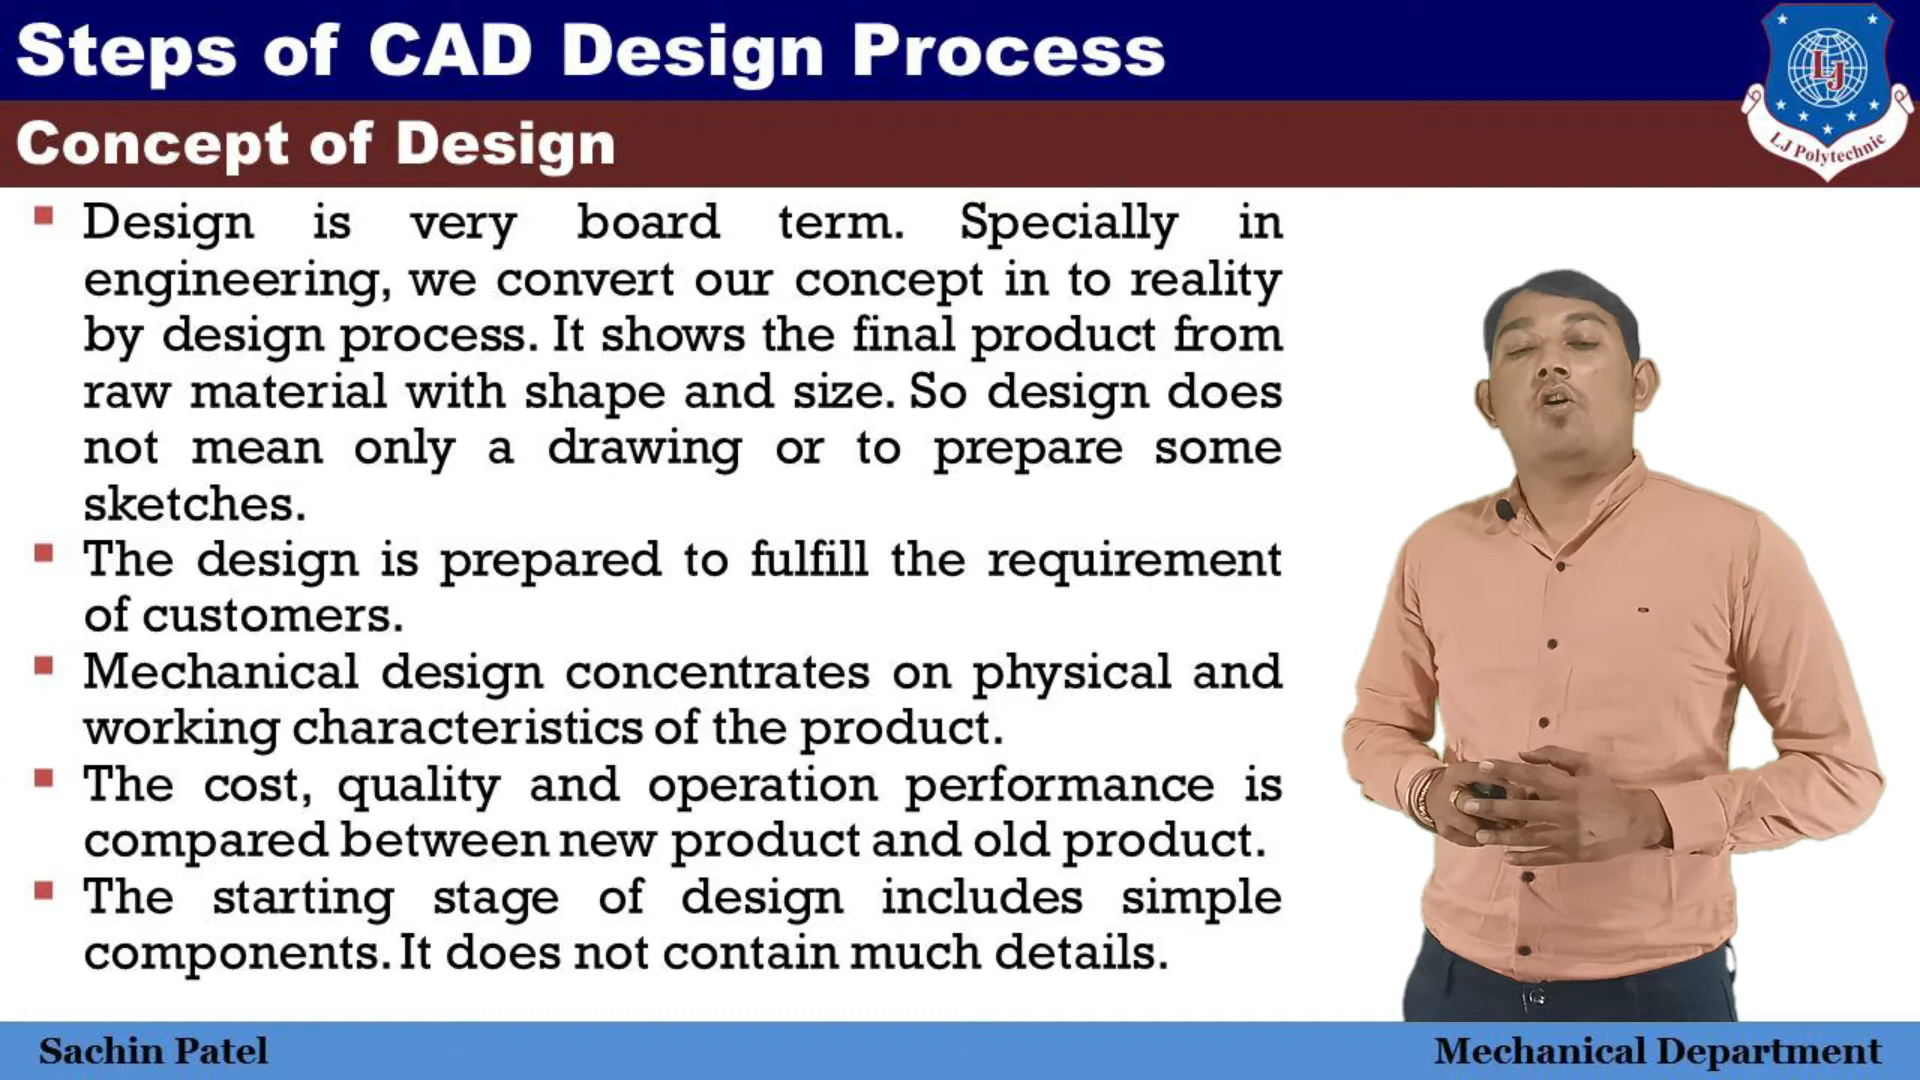 Steps of CAD Design Process
LJ
LJ Polytechnic
Concept of Design
Design is very board term. Specially in
engineering, we convert our concept in to reality
by design process. It shows the final product from
raw material with shape and size. So design does
not mean only a drawing or to prepare some
sketches.
The design is prepared to fulfill the requirement
of customers.
Mechanical design concentrates on physical and
working characteristics of the product.
The cost, quality and operation performance is
compared between new product and old product.
The starting stage of design includes simple
components. It does not contain much details.
Sachin Patel
Mechanical Department